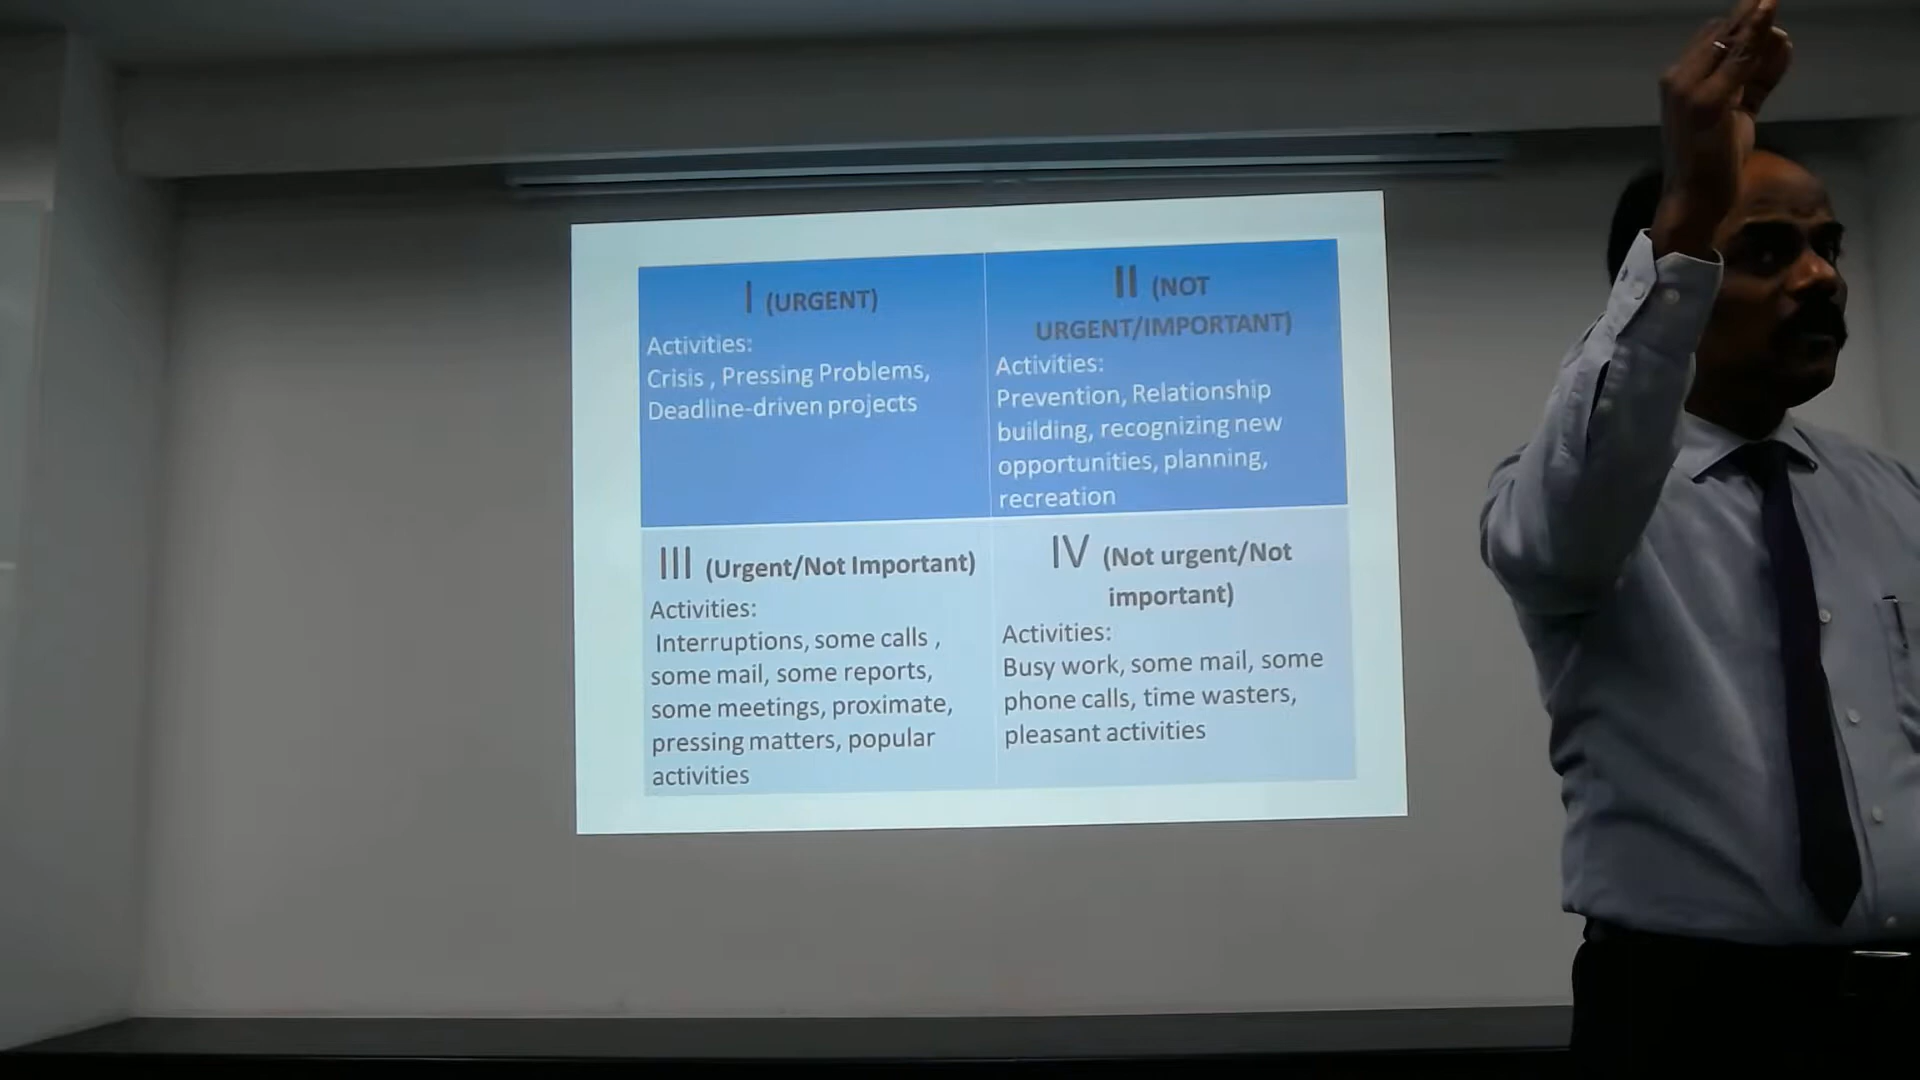 I (URGENT)
Activities:
Crisis , Pressing Problems,
Deadline-driven projects
II (NOT
URGENT/IMPORTANT)
Activities:
Prevention, Relationship
building, recognizing new
opportunities, planning,
recreation
III (Urgent/Not Important)
Activities:
Interruptions, some calls ,
some mail, some reports,
some meetings, proximate,
pressing matters, popular
activities
IV (Not urgent/Not
important)
Activities:
Busy work, some mail, some
phone calls, time wasters,
pleasant activities